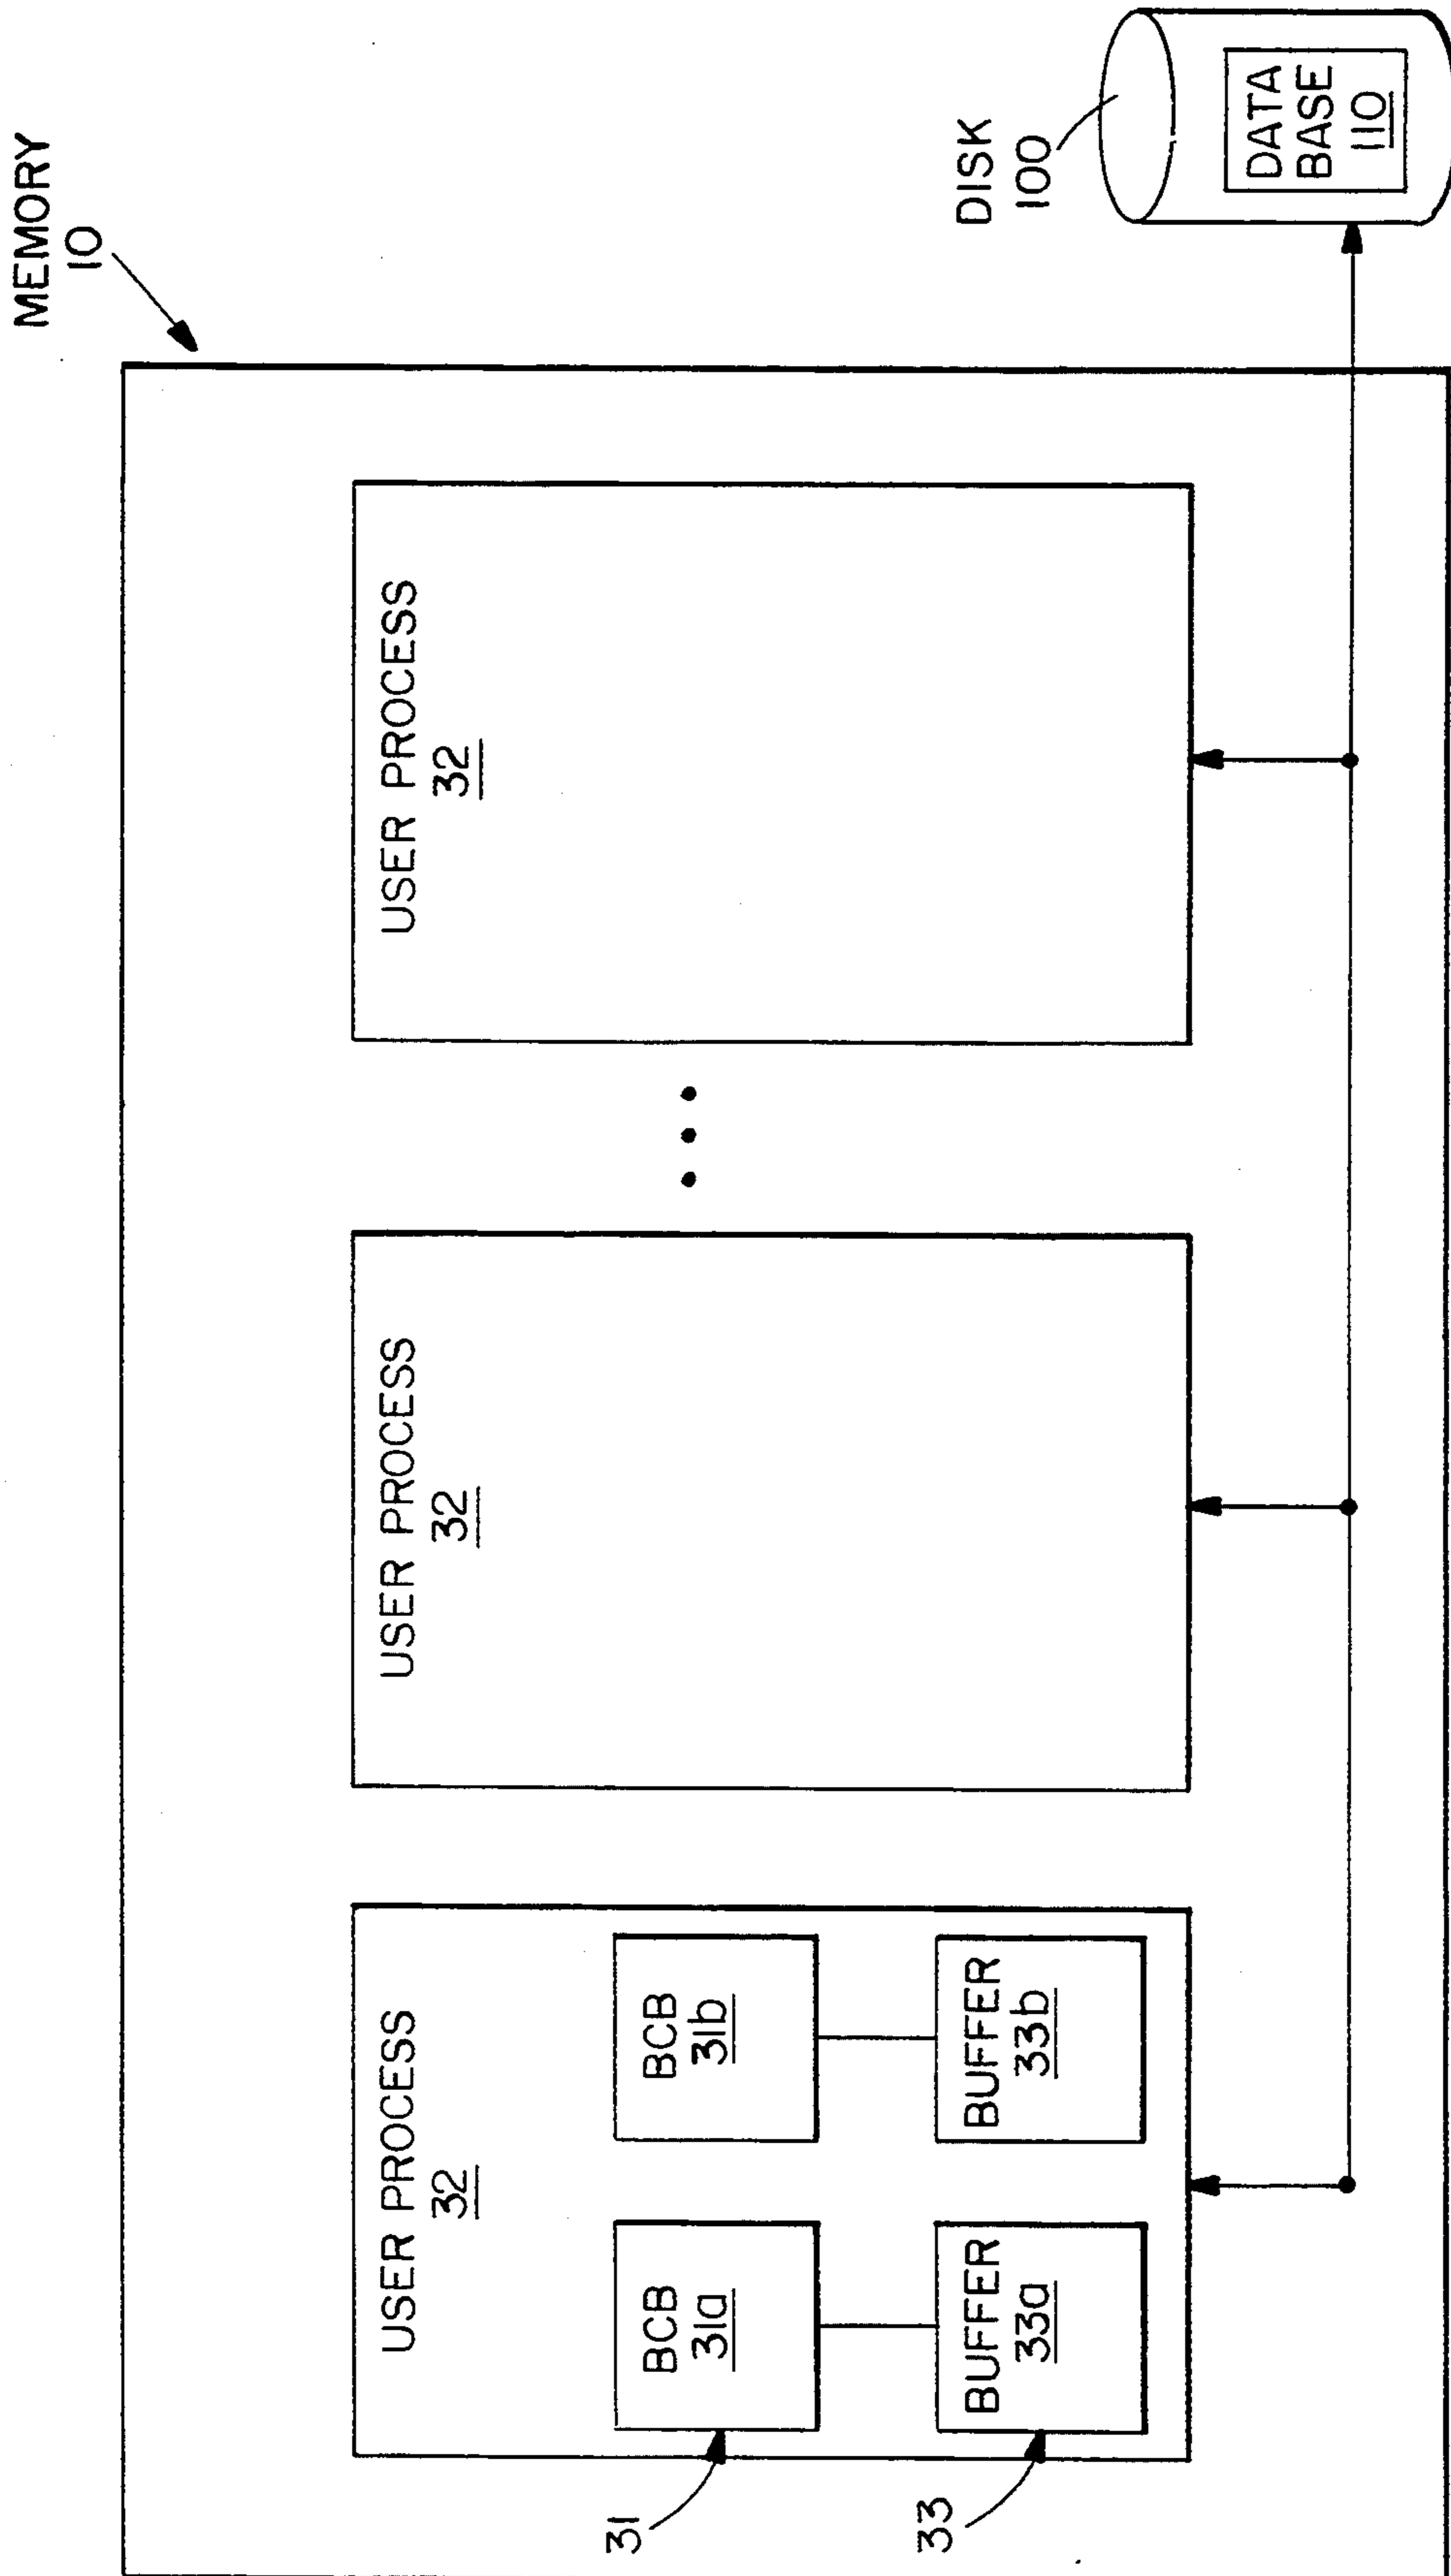 MEMORY
10
USER PROCESS
32
BCB
31a
BCB
31b
BUFFER
33a
BUFFER
33b
31
33
USER PROCESS
32
USER PROCESS
32
DISK
100
DATA
BASE
110